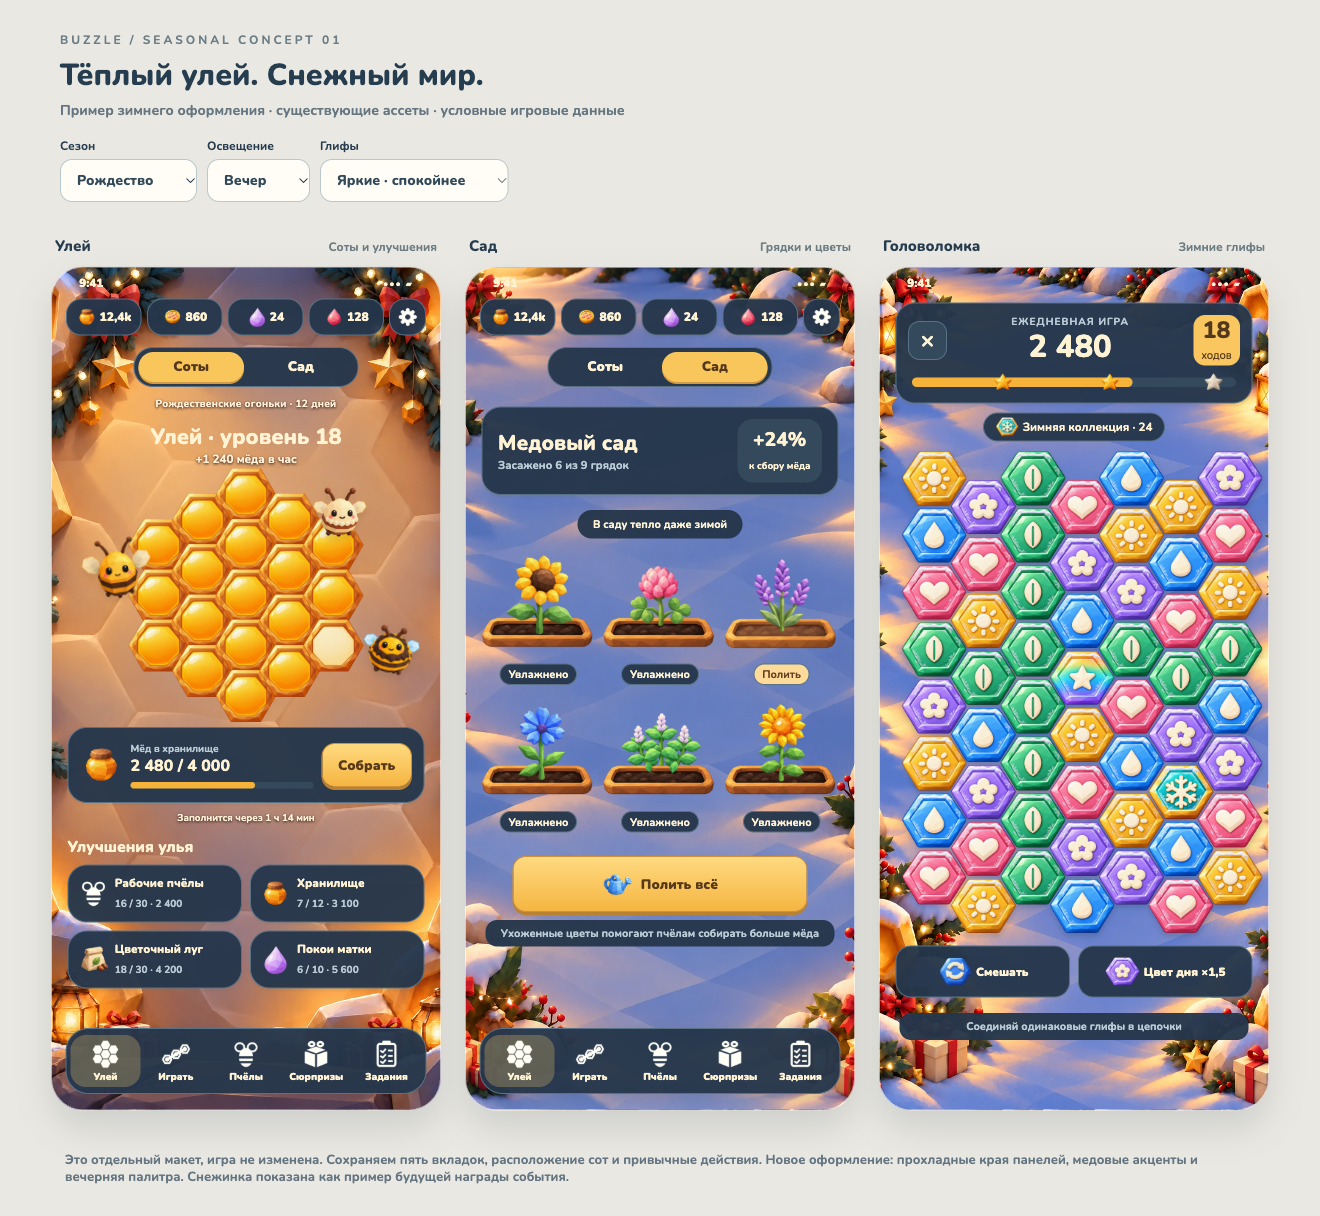 BUZZLE / SEASONAL CONCEPT 01
Тёплый улей. Снежный мир.
Пример зимнего оформления · существующие ассеты · условные игровые данные
Сезон
Освещение
Глифы
Рождество
Вечер
Яркие · спокойнее
Улей
Соты и улучшения
9:41
12,4k
860
24
128
Соты
Сад
Рождественские огоньки · 12 дней
Улей · уровень 18
+1 240 мёда в час
Мёд в хранилище
2 480 / 4 000
Собрать
Заполнится через 1 ч 14 мин
Улучшения улья
Рабочие пчёлы
16 / 30 · 2 400
Хранилище
7 / 12 · 3 100
Цветочный луг
18 / 30 · 4 200
Покои матки
6 / 10 · 5 600
Улей
Играть
Пчёлы
Сюрпризы
Задания
Сад
Грядки и цветы
9:41
12,4k
860
24
128
Соты
Сад
Медовый сад
Засажено 6 из 9 грядок
+24%
к сбору мёда
В саду тепло даже зимой
Увлажнено
Увлажнено
Полить
Увлажнено
Увлажнено
Увлажнено
Полить всё
Ухоженные цветы помогают пчёлам собирать больше мёда
Улей
Играть
Пчёлы
Сюрпризы
Задания
Головоломка
Зимние глифы
9:41
ЕЖЕДНЕВНАЯ ИГРА
2 480
18
ходов
Зимняя коллекция · 24
Смешать
Цвет дня ×1,5
Соединяй одинаковые глифы в цепочки
Это отдельный макет, игра не изменена. Сохраняем пять вкладок, расположение сот и привычные действия. Новое оформление: прохладные края панелей, медовые акценты и
вечерняя палитра. Снежинка показана как пример будущей награды события.